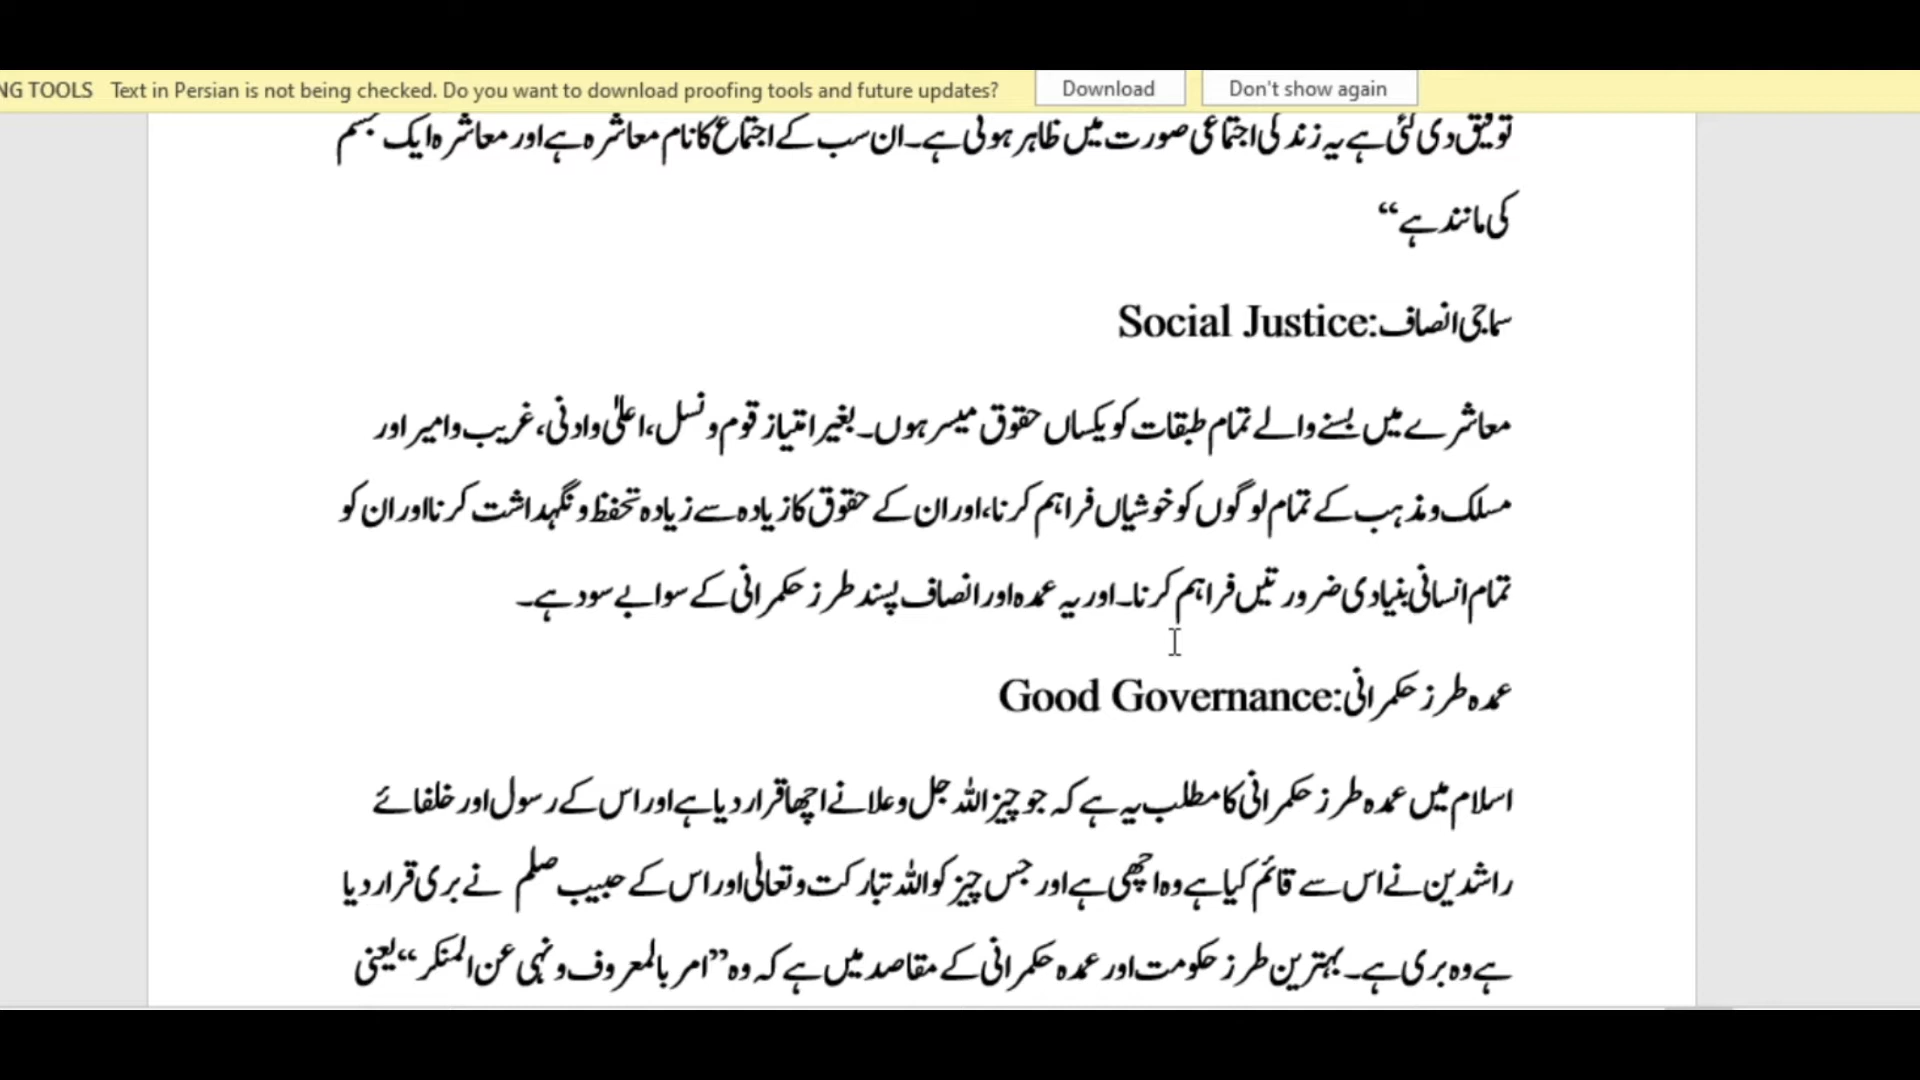 NG TOOLS Text in Persian is not being checked. Do you want to download proofing tools and future updates? Download Don't show again
توفیق دی گئی ہے یہ زندگی اجتماعی صورت میں ظاہر ہوئی ہے۔ ان سب کے اجتماع کا نام معاشرہ ہے اور معاشرہ ایک جسم
کی مانند ہے“
سماجی انصاف:Social Justice
معاشرے میں بسنے والے تمام طبقات کو یکساں حقوق میسر ہوں۔ بغیر امتیاز قوم و نسل، اعلیٰ و ادنی، غریب و امیر اور
مسلک و مذہب کے تمام لوگوں کو خوشیاں فراہم کرنا، اور ان کے حقوق کا زیادہ سے زیادہ تحفظ و نگہداشت کرنا اور ان کو
تمام انسانی بنیادی ضرورتیں فراہم کرنا۔ اور یہ عمدہ اور انصاف پسند طرز حکمرانی کے سوا بے سود ہے۔
عمدہ طرز حکمرانی:Good Governance
اسلام میں عمدہ طرز حکمرانی کا مطلب یہ ہے کہ جو چیز اللہ جل و علا نے اچھا قرار دیا ہے اور اس کے رسول اور خلفائے
راشدین نے اس سے قائم کیا ہے وہ اچھی ہے اور جس چیز کو اللہ تبارکت و تعالیٰ اور اس کے حبیب صلم نے بری قرار دیا
ہے وہ بری ہے۔ بہترین طرز حکومت اور عمدہ حکمرانی کے مقاصد میں ہے کہ وہ ”امر بالمعروف و نہی عن المنکر“ یعنی